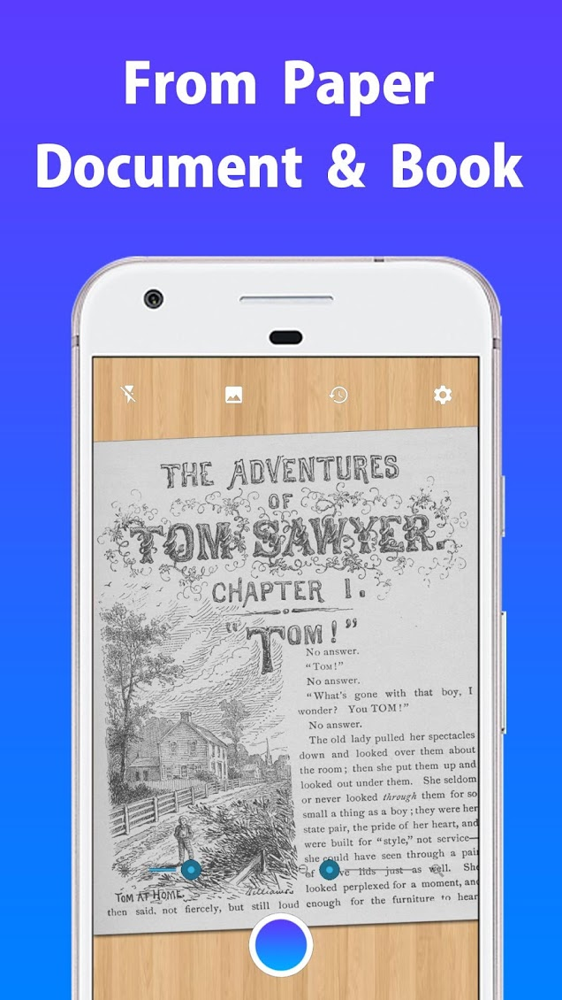 From Paper
Document & Book
THE ADVENTURES
OF
TOM SAWYER.
CHAPTER I.
"TOM!"
No answer.
"TOM!"
No answer.
"What's gone with that boy, I
wonder? You TOM!"
No answer.
The old lady pulled her spectacles
down and looked over them about
the room; then she put them up and
looked out under them. She seldom
or never looked through them for so
small a thing as a boy; they were her
state pair, the pride of her heart, and
were built for "style," not service—
she could have seen through a pair
of lids just as well. She
looked perplexed for a moment, and
TOM AT HOME.
then said, not fiercely, but still loud enough for the furniture to hear